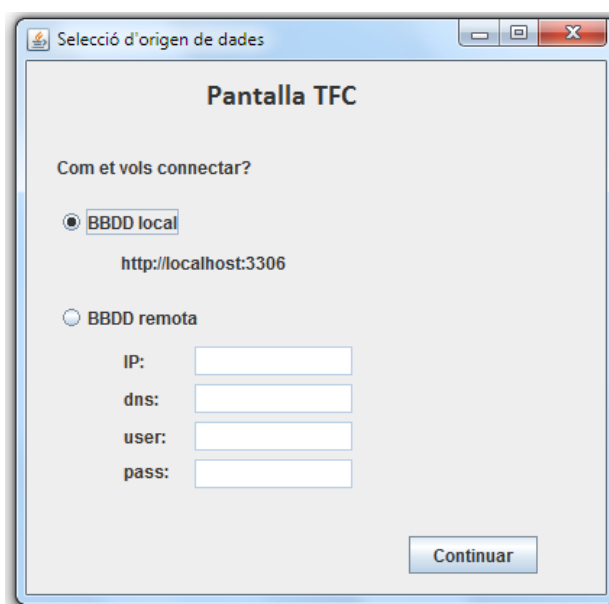 Selecció d'origen de dades
Pantalla TFC
Com et vols connectar?
BBDD local
http://localhost:3306
BBDD remota
IP:
dns:
user:
pass:
Continuar